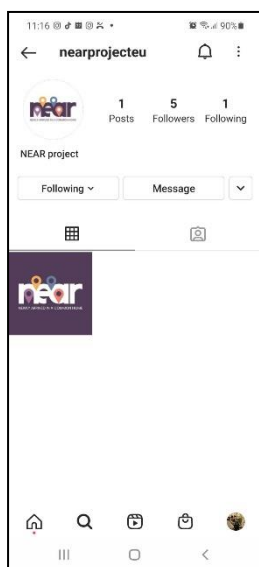 11:16
90%
nearprojecteu
near
1
5
1
Posts
Followers
Following
NEAR project
Following
Message
near